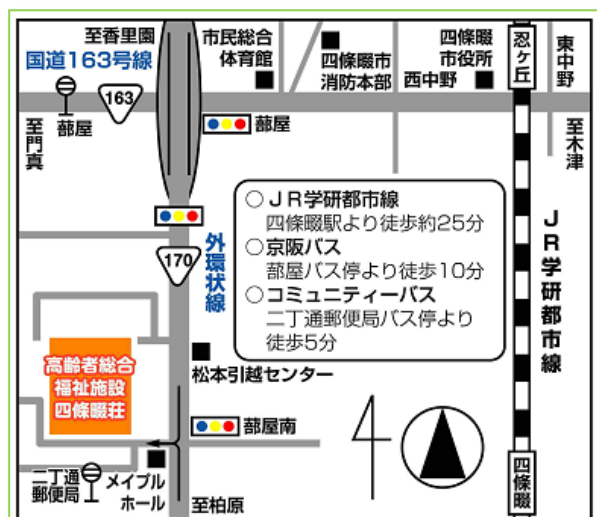 至香里園
国道163号線
163
蔀屋
至門真
市民総合
体育館
四條畷市
消防本部
四條畷
市役所
西中野
忍ヶ丘
東中野
至木津
蔀屋
170
外環状線
○JR学研都市線
四條畷駅より徒歩約25分
○京阪バス
蔀屋バス停より徒歩10分
○コミュニティーバス
二丁通郵便局バス停より
徒歩5分
JR学研都市線
高齢者総合
福祉施設
四條畷荘
松本引越センター
蔀屋南
二丁通
郵便局
メイプル
ホール
至柏原
四條畷